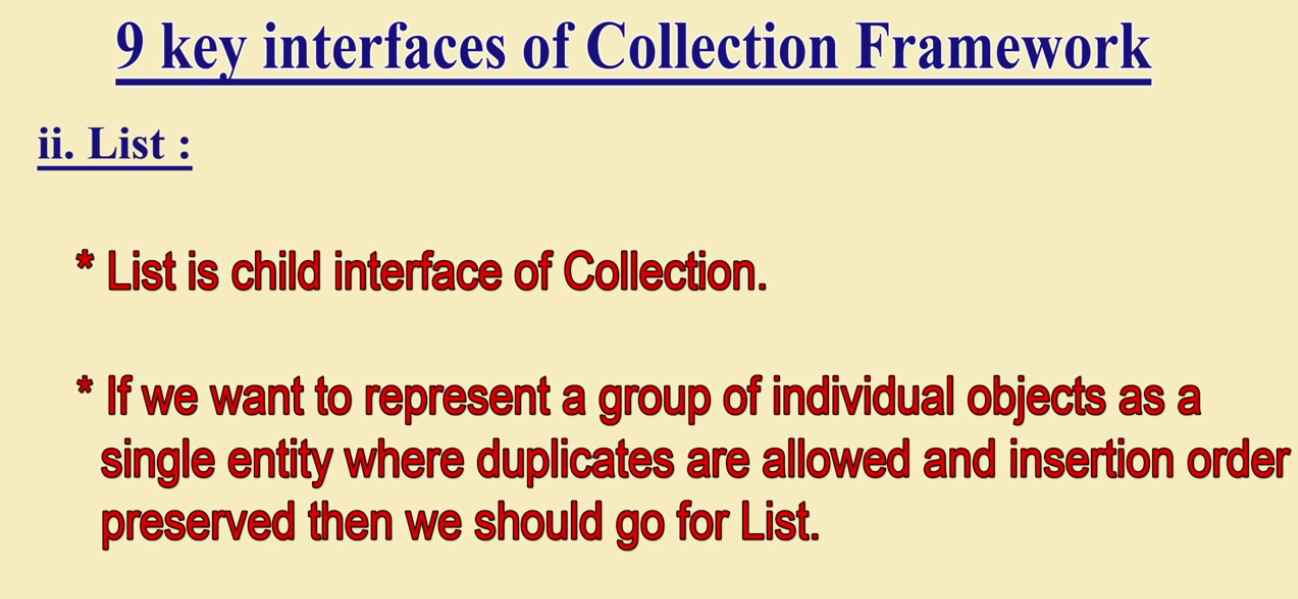 9 key interfaces of Collection Framework
ii. List :
* List is child interface of Collection.
* If we want to represent a group of individual objects as a
single entity where duplicates are allowed and insertion order
preserved then we should go for List.